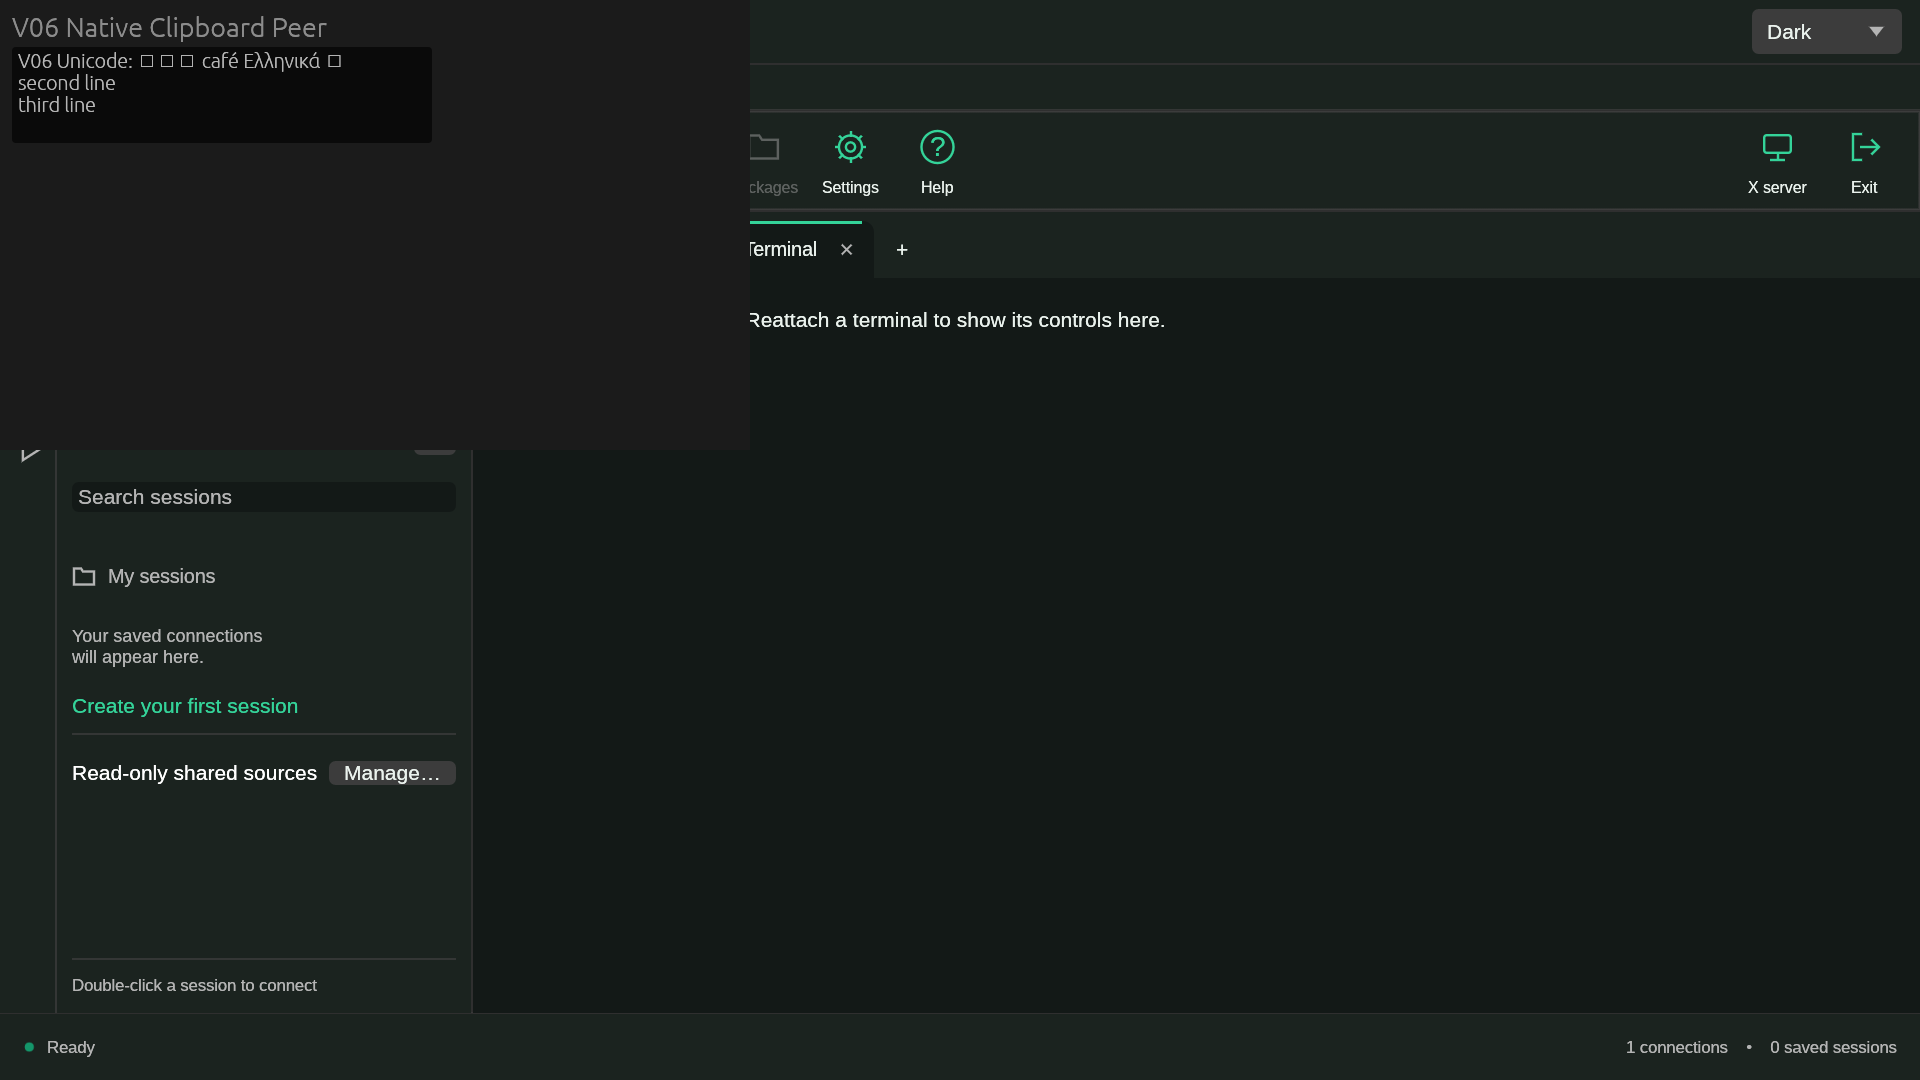 V06 Native Clipboard Peer
V06 Unicode: □ □ □ café Ελληνικά □
second line
third line
Dark
ckages
Settings
Help
X server
Exit
Terminal ✕ +
Reattach a terminal to show its controls here.
Search sessions
My sessions
Your saved connections
will appear here.
Create your first session
Read-only shared sources Manage…
Double-click a session to connect
Ready
1 connections • 0 saved sessions